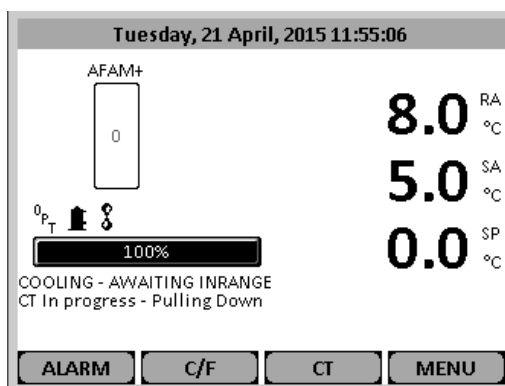 Tuesday, 21 April, 2015 11:55:06
AFAM+
0
8.0 RA °C
5.0 SA °C
0.0 SP °C
0PT
100%
COOLING - AWAITING INRANGE
CT In progress - Pulling Down
ALARM C/F CT MENU